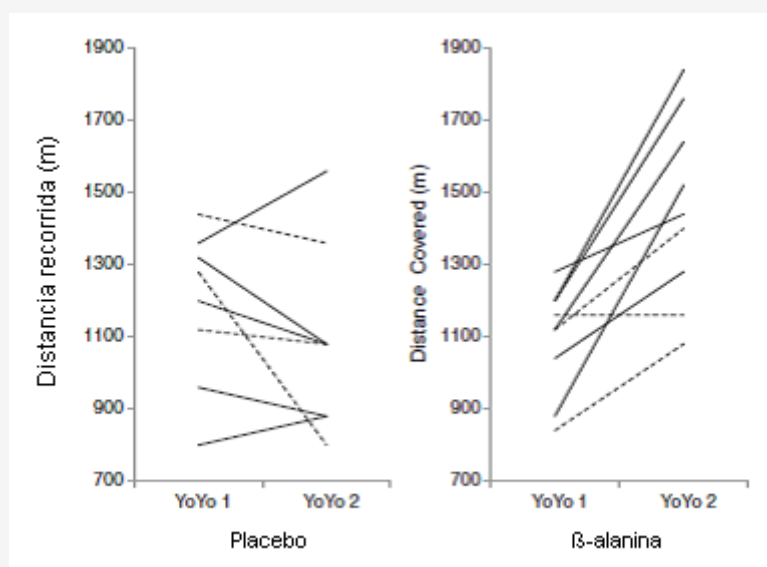 Distancia recorrida (m)
1900
1700
1500
1300
1100
900
700
YoYo 1
YoYo 2
Placebo
Distance Covered (m)
1900
1700
1500
1300
1100
900
700
YoYo 1
YoYo 2
ß-alanina